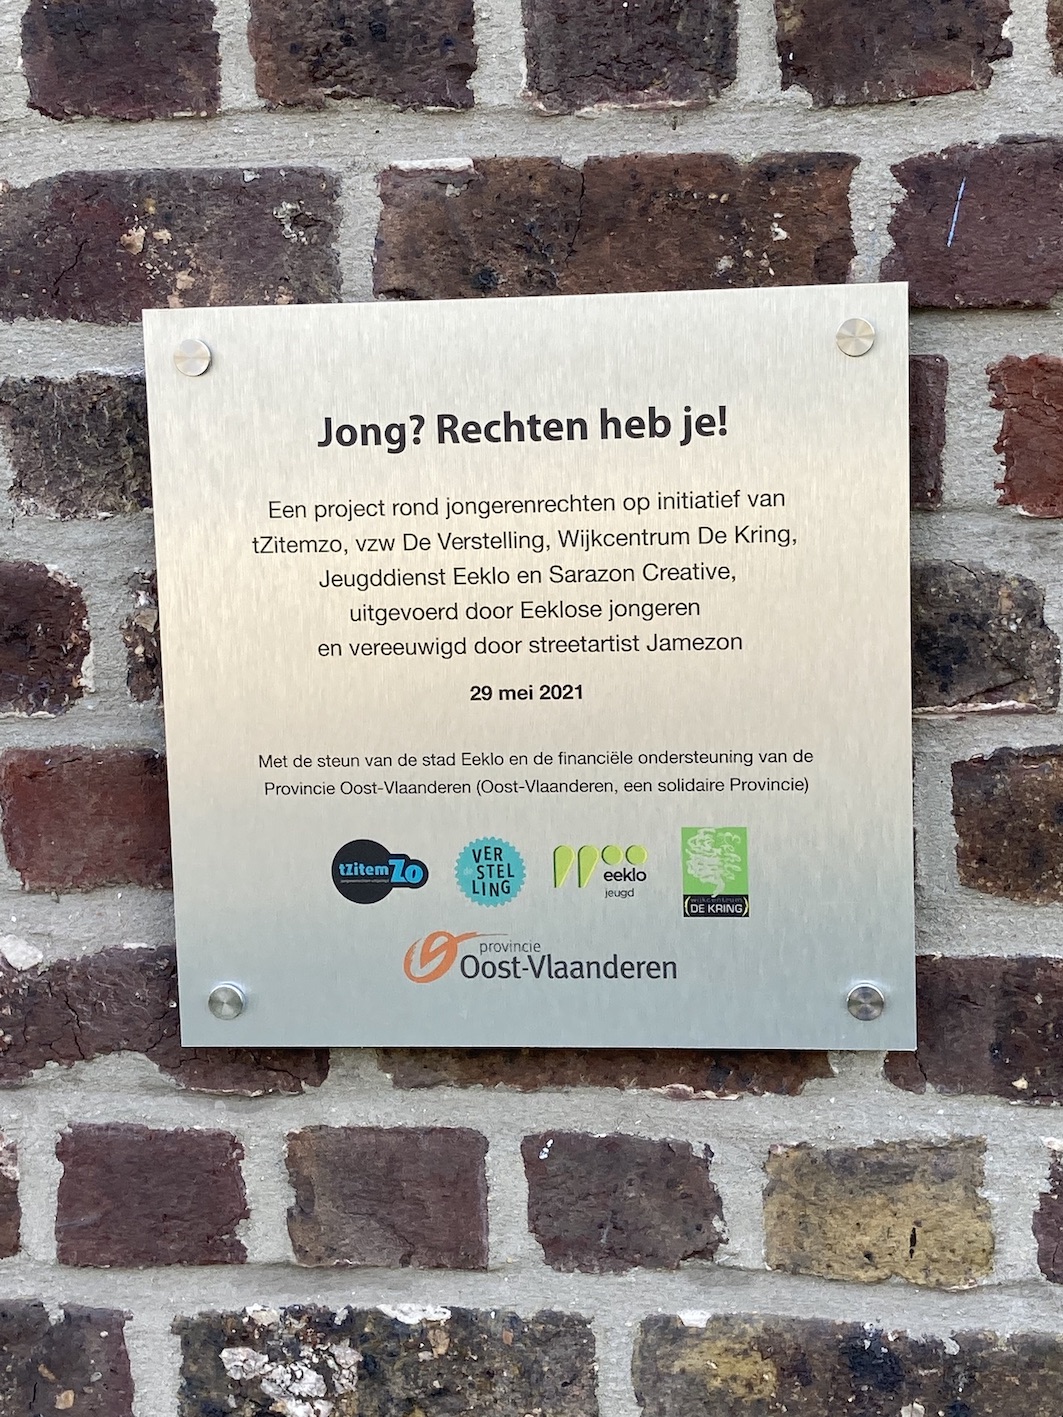 Jong? Rechten heb je!
Een project rond jongerenrechten op initiatief van
tZitemzo, vzw De Verstelling, Wijkcentrum De Kring,
Jeugddienst Eeklo en Sarazon Creative,
uitgevoerd door Eeklose jongeren
en vereeuwigd door streetartist Jamezon
29 mei 2021
Met de steun van de stad Eeklo en de financiële ondersteuning van de
Provincie Oost-Vlaanderen (Oost-Vlaanderen, een solidaire Provincie)
tZitemZo
VER
de STEL
LING
eeklo
jeugd
Eeklo
wijkcentrum
DE KRING
provincie
Oost-Vlaanderen